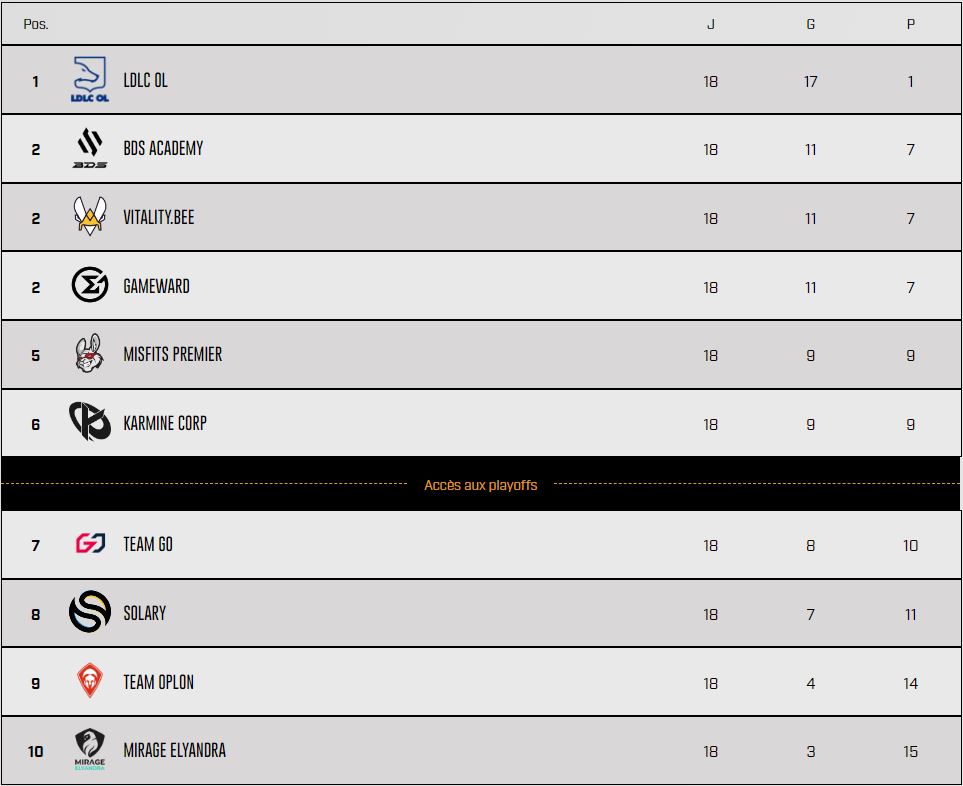 Pos. J G P
1 LDLC OL LDLC OL 18 17 1
2 BDS BDS ACADEMY 18 11 7
2 VITALITY.BEE 18 11 7
2 GAMEWARD 18 11 7
5 MISFITS PREMIER 18 9 9
6 KARMINE CORP 18 9 9
Accès aux playoffs
7 GO TEAM GO 18 8 10
8 SOLARY 18 7 11
9 TEAM OPLON 18 4 14
10 MIRAGE ELYANDRA MIRAGE ELYANDRA 18 3 15